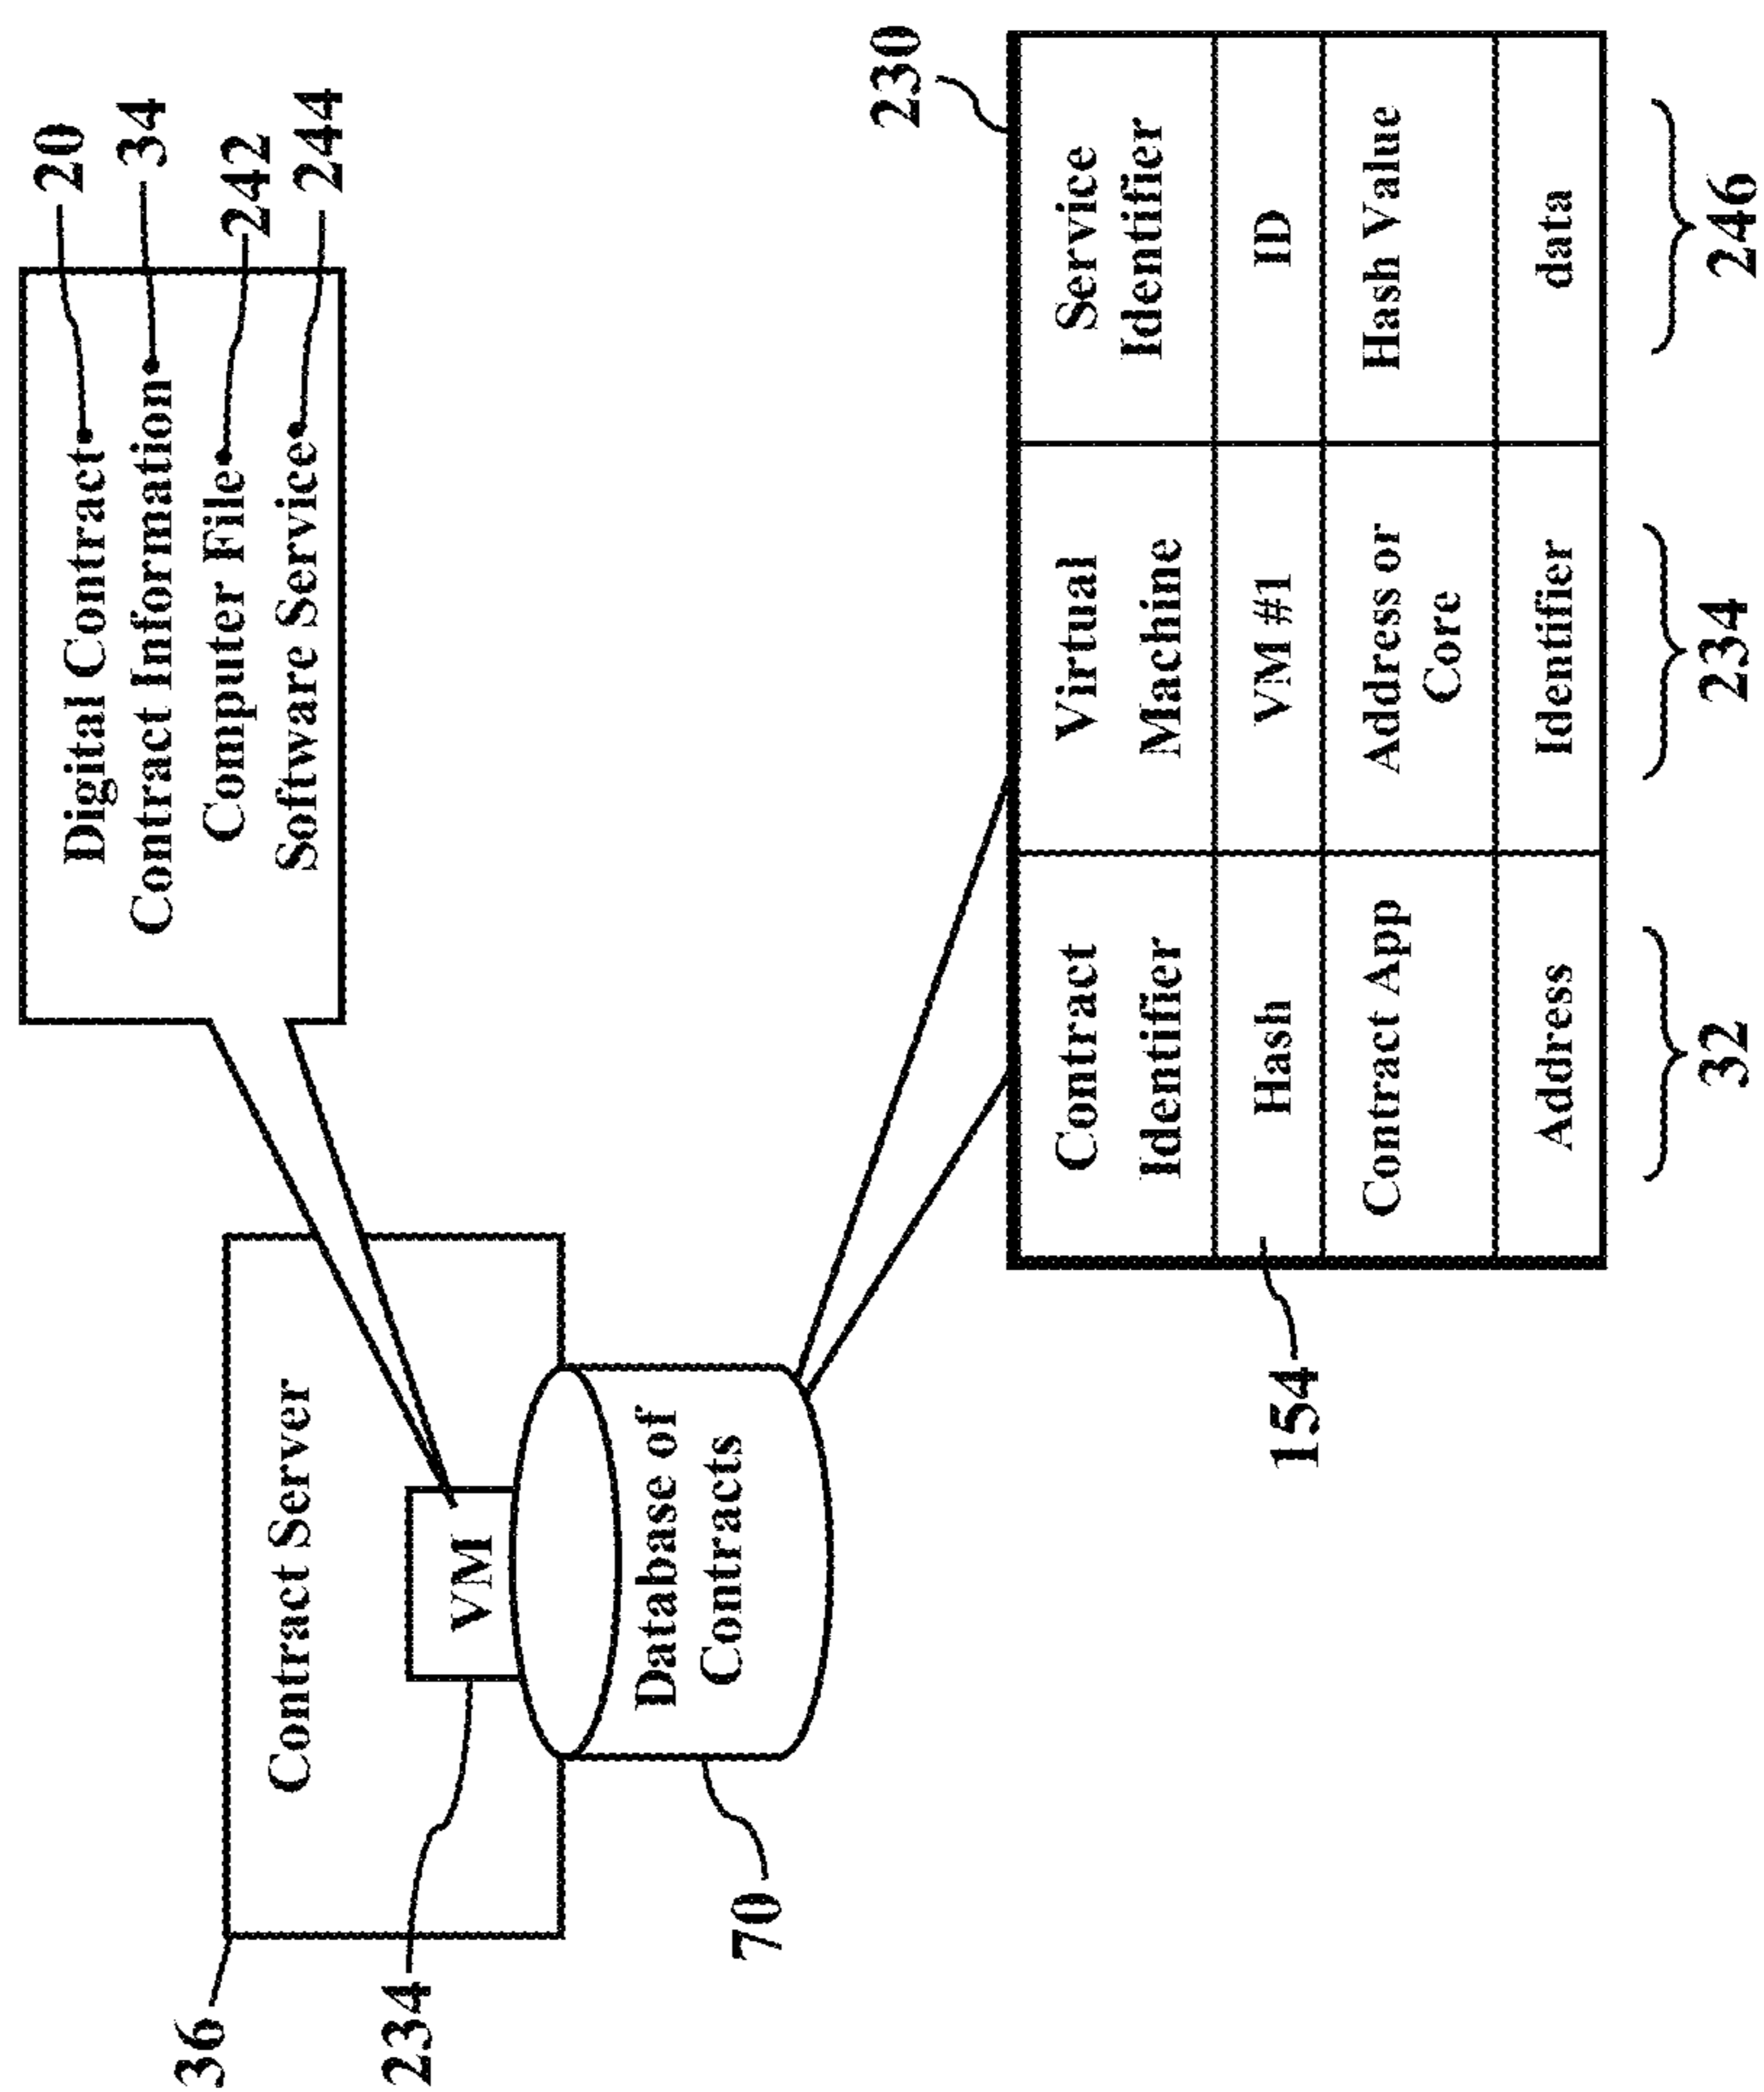 36
Contract Server
234
VM
70
Database of
Contracts
Digital Contract
20
Contract Information
34
Computer File
242
Software Service
244
230
Contract
Identifier
Virtual
Machine
Service
Identifier
154
Hash
VM #1
ID
Contract App
Address or
Core
Hash Value
Address
Identifier
data
32
234
246